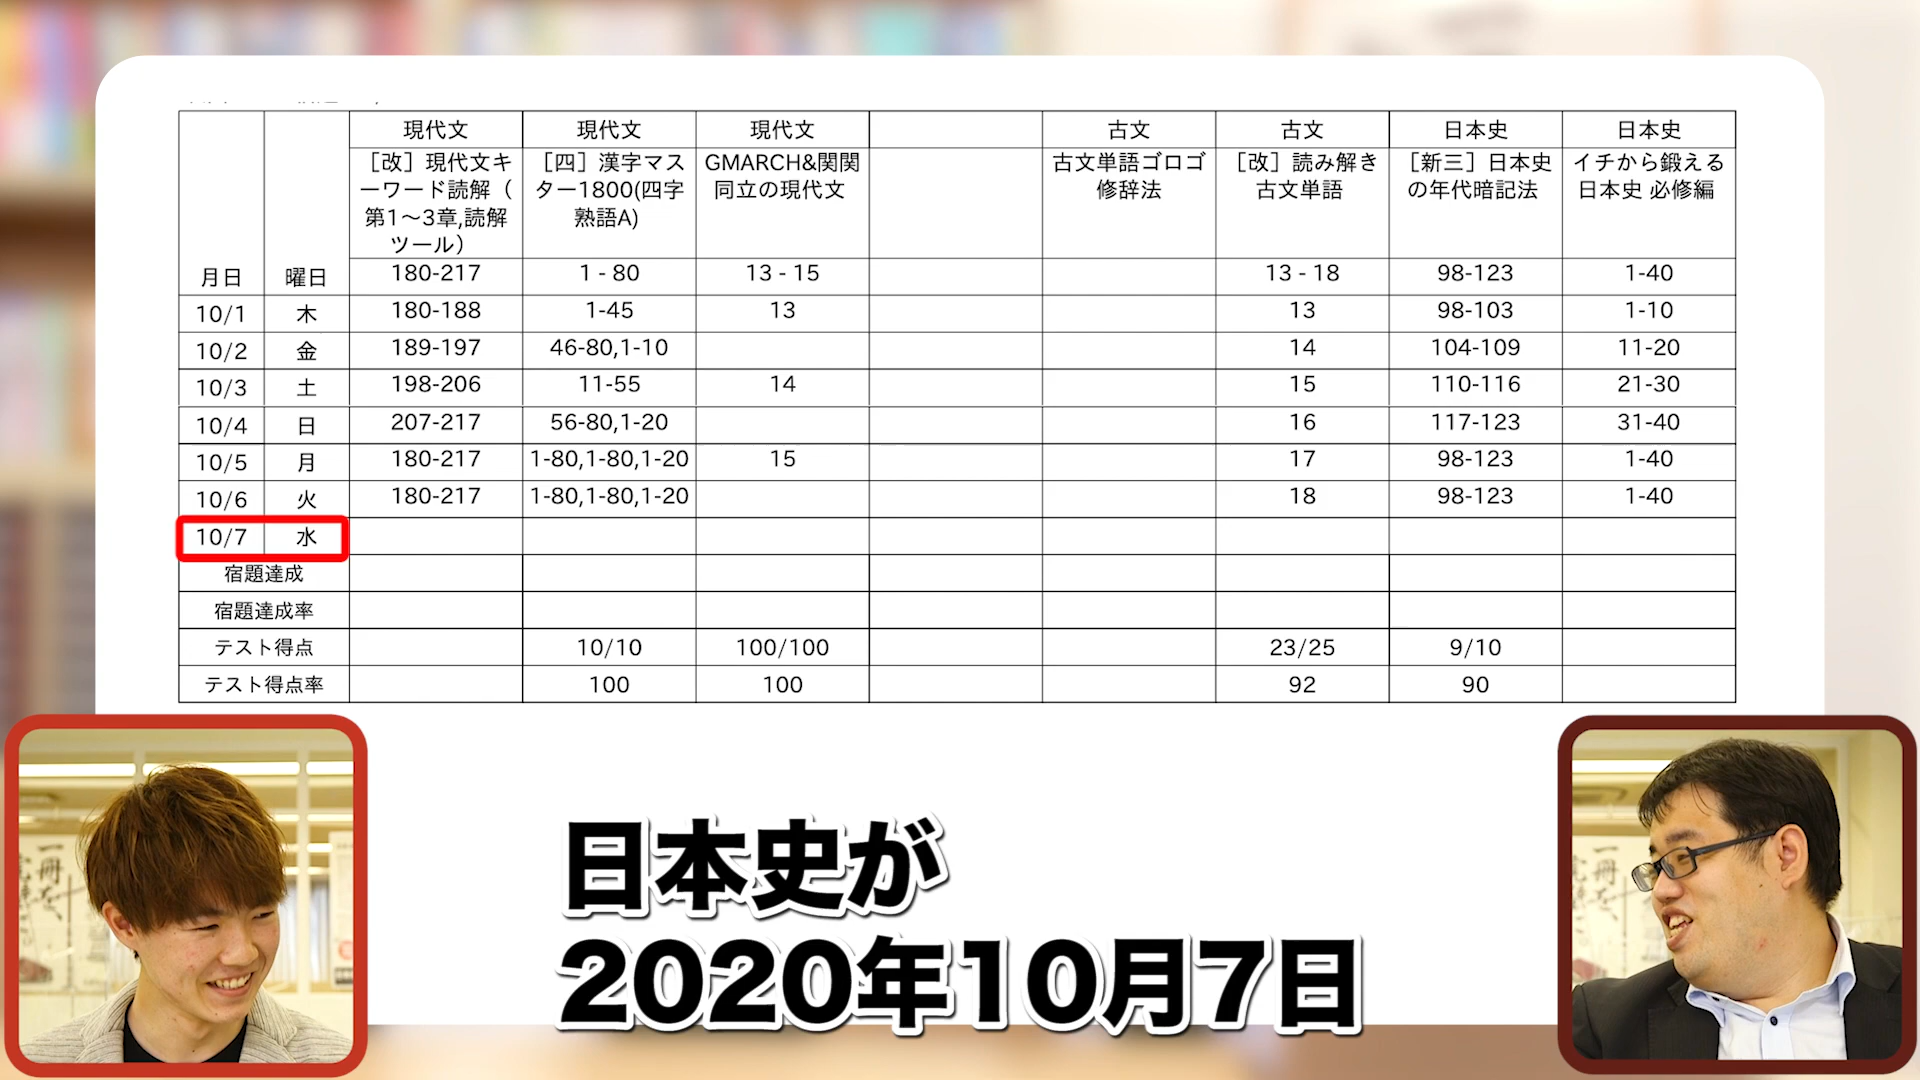 現代文 現代文 現代文 古文 古文 日本史 日本史
［改］現代文キーワード読解（第1〜3章,読解ツール） ［四］漢字マスター1800(四字熟語A) GMARCH&関関同立の現代文 古文単語ゴロゴ修辞法 ［改］読み解き古文単語 ［新三］日本史の年代暗記法 イチから鍛える日本史 必修編
月日 曜日 180-217 1 - 80 13 - 15 13 - 18 98-123 1-40
10/1 木 180-188 1-45 13 13 98-103 1-10
10/2 金 189-197 46-80,1-10 14 104-109 11-20
10/3 土 198-206 11-55 14 15 110-116 21-30
10/4 日 207-217 56-80,1-20 16 117-123 31-40
10/5 月 180-217 1-80,1-80,1-20 15 17 98-123 1-40
10/6 火 180-217 1-80,1-80,1-20 18 98-123 1-40
10/7 水
宿題達成
宿題達成率
テスト得点 10/10 100/100 23/25 9/10
テスト得点率 100 100 92 90
日本史が
2020年10月7日